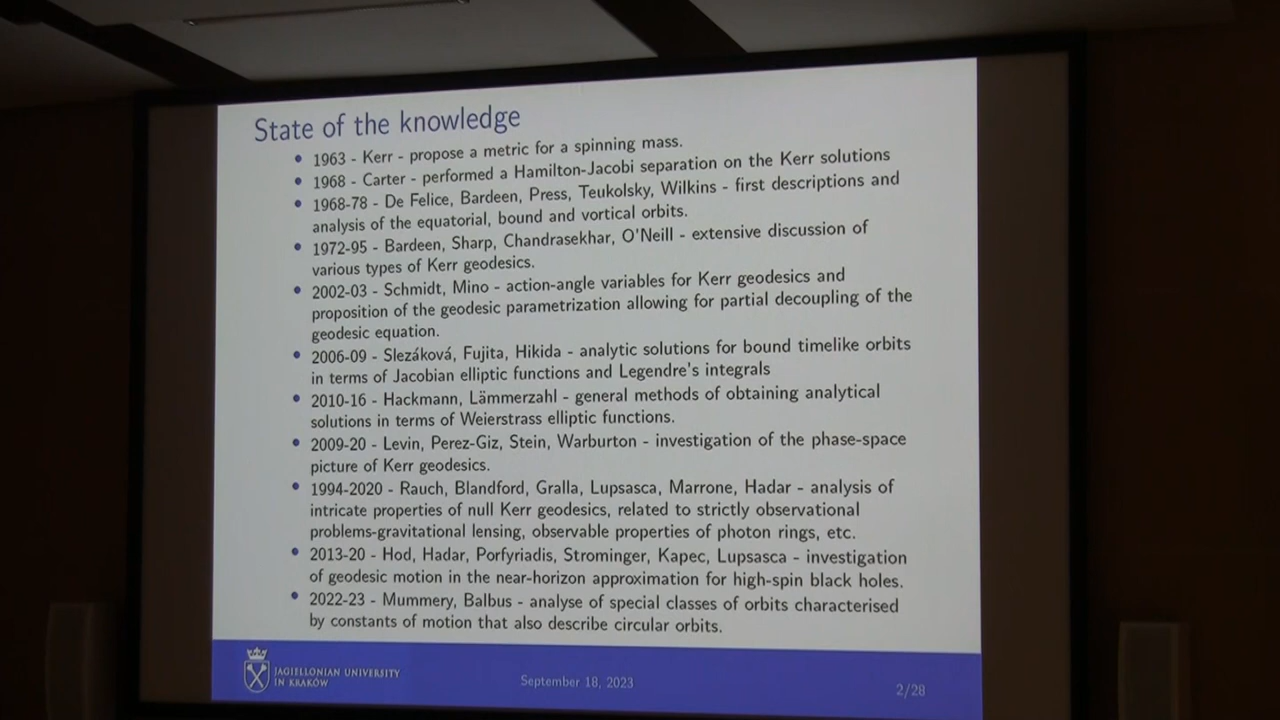 State of the knowledge
• 1963 - Kerr - propose a metric for a spinning mass.
• 1968 - Carter - performed a Hamilton-Jacobi separation on the Kerr solutions
• 1968-78 - De Felice, Bardeen, Press, Teukolsky, Wilkins - first descriptions and
analysis of the equatorial, bound and vortical orbits.
• 1972-95 - Bardeen, Sharp, Chandrasekhar, O'Neill - extensive discussion of
various types of Kerr geodesics.
• 2002-03 - Schmidt, Mino - action-angle variables for Kerr geodesics and
proposition of the geodesic parametrization allowing for partial decoupling of the
geodesic equation.
• 2006-09 - Slezáková, Fujita, Hikida - analytic solutions for bound timelike orbits
in terms of Jacobian elliptic functions and Legendre's integrals
• 2010-16 - Hackmann, Lämmerzahl - general methods of obtaining analytical
solutions in terms of Weierstrass elliptic functions.
• 2009-20 - Levin, Perez-Giz, Stein, Warburton - investigation of the phase-space
picture of Kerr geodesics.
• 1994-2020 - Rauch, Blandford, Gralla, Lupsasca, Marrone, Hadar - analysis of
intricate properties of null Kerr geodesics, related to strictly observational
problems-gravitational lensing, observable properties of photon rings, etc.
• 2013-20 - Hod, Hadar, Porfyriadis, Strominger, Kapec, Lupsasca - investigation
of geodesic motion in the near-horizon approximation for high-spin black holes.
• 2022-23 - Mummery, Balbus - analyse of special classes of orbits characterised
by constants of motion that also describe circular orbits.
JAGIELLONIAN UNIVERSITY
IN KRAKÓW
September 18, 2023
2/28